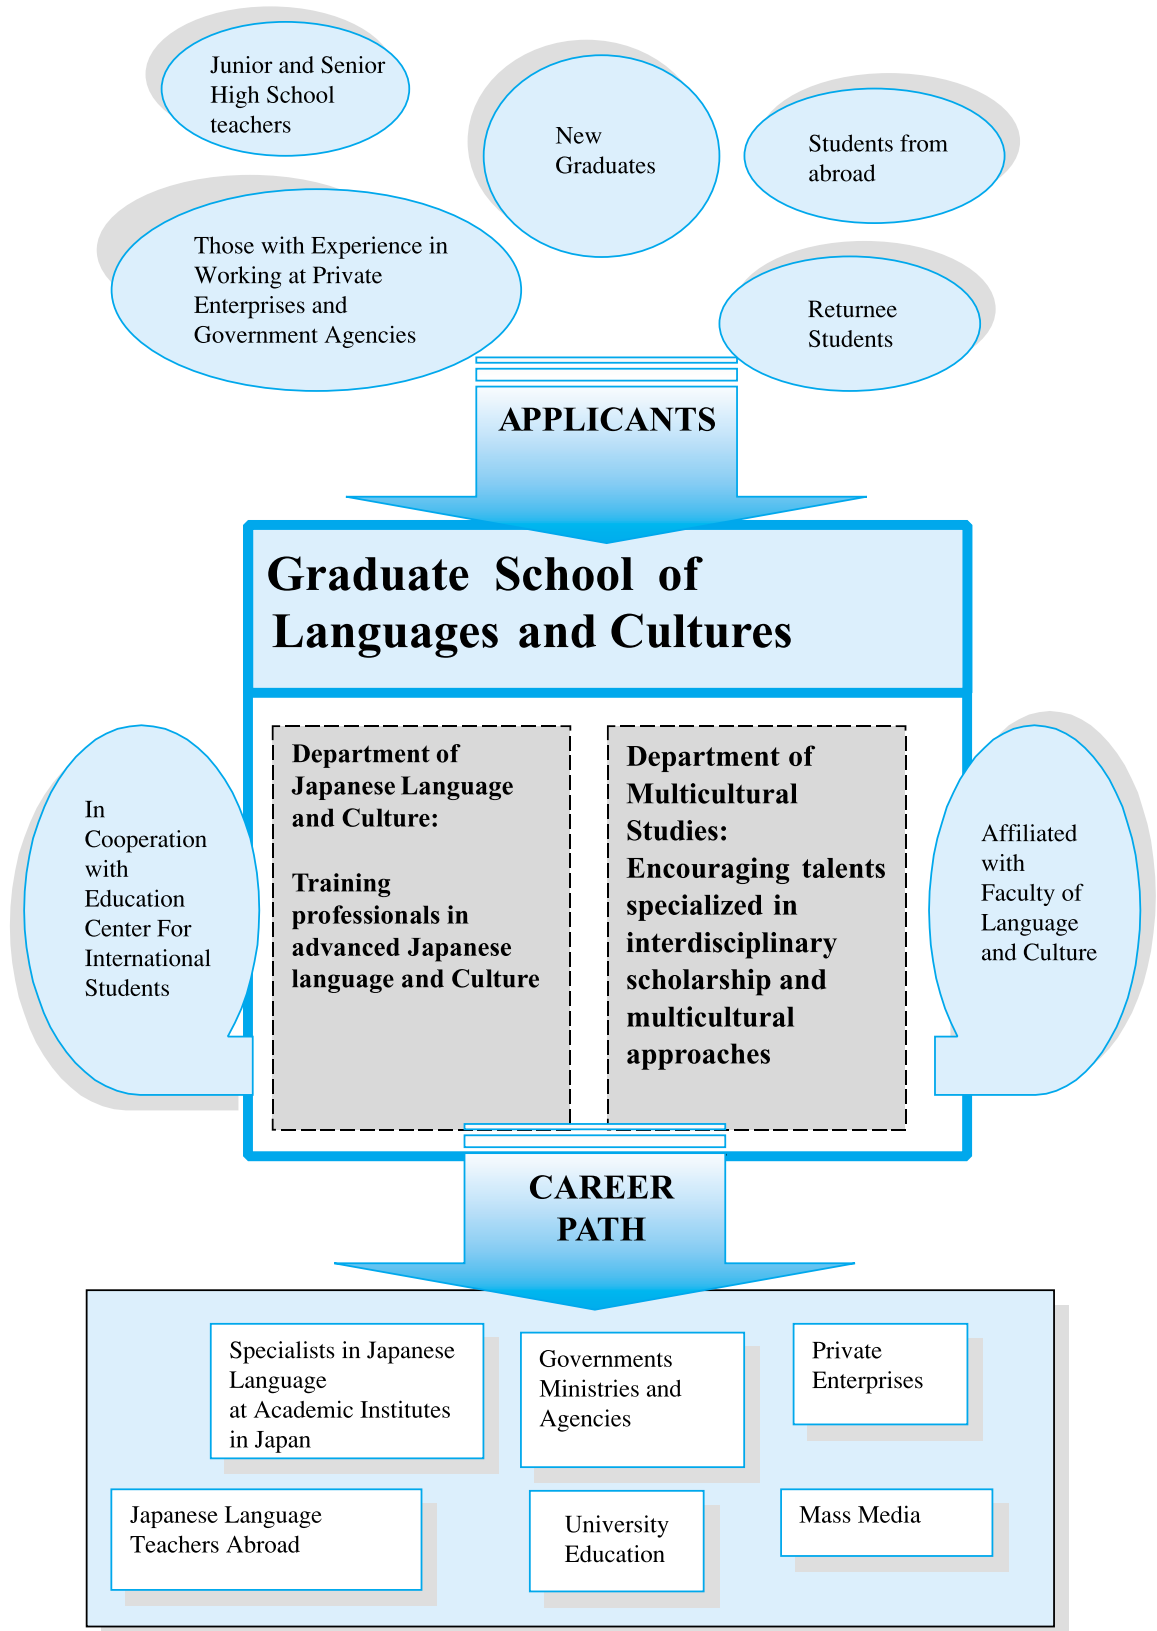 Junior and Senior
High School
teachers
New
Graduates
Students from
abroad
Those with Experience in
Working at Private
Enterprises and
Government Agencies
Returnee
Students
APPLICANTS
Graduate School of
Languages and Cultures
In
Cooperation
with
Education
Center For
International
Students
Department of
Japanese Language
and Culture:
Training
professionals in
advanced Japanese
language and Culture
Department of
Multicultural
Studies:
Encouraging talents
specialized in
interdisciplinary
scholarship and
multicultural
approaches
Affiliated
with
Faculty of
Language
and Culture
CAREER
PATH
Specialists in Japanese
Language
at Academic Institutes
in Japan
Governments
Ministries and
Agencies
Private
Enterprises
Japanese Language
Teachers Abroad
University
Education
Mass Media